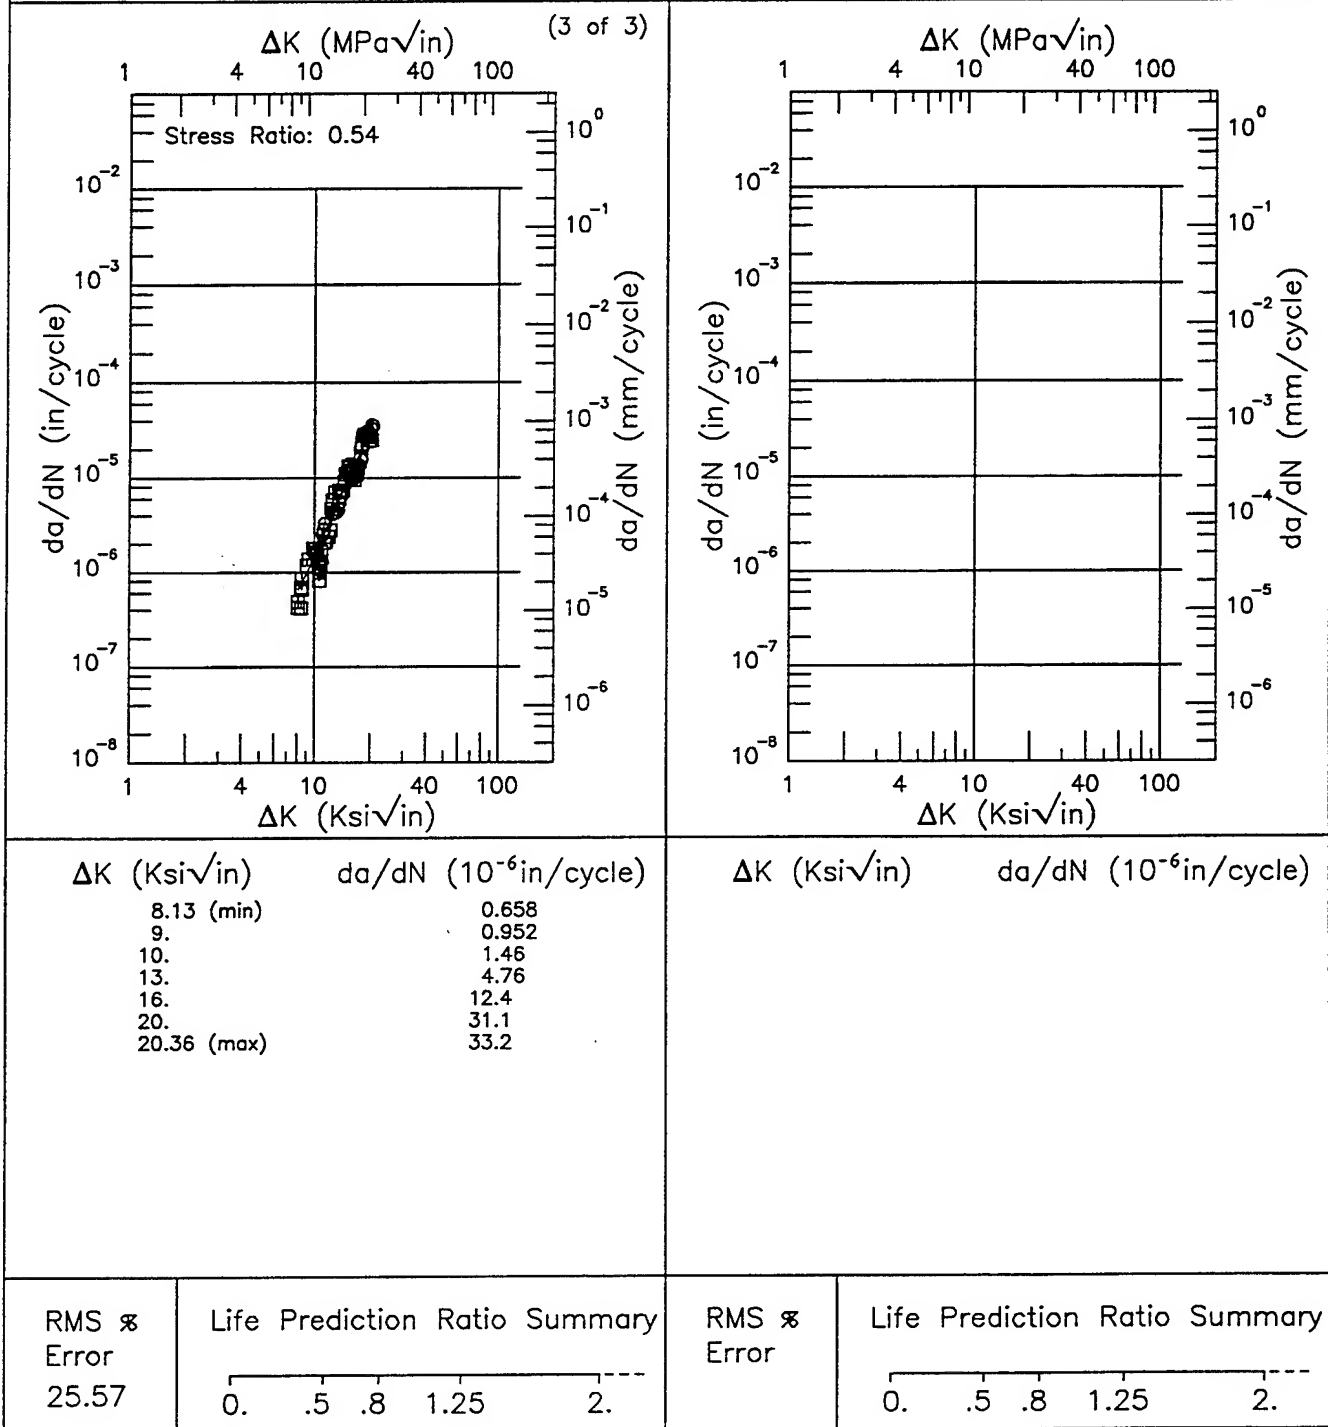 (3 of 3)
ΔK (MPa√in)
1 4 10 40 100
Stress Ratio: 0.54
da/dN (in/cycle)
10⁻²
10⁻³
10⁻⁴
10⁻⁵
10⁻⁶
10⁻⁷
10⁻⁸
da/dN (mm/cycle)
10⁰
10⁻¹
10⁻²
10⁻³
10⁻⁴
10⁻⁵
10⁻⁶
1 4 10 40 100
ΔK (Ksi√in)
ΔK (Ksi√in) da/dN (10⁻⁶in/cycle)
8.13 (min) 0.658
9. 0.952
10. 1.46
13. 4.76
16. 12.4
20. 31.1
20.36 (max) 33.2
RMS %
Error
25.57
Life Prediction Ratio Summary
0. .5 .8 1.25 2.
ΔK (MPa√in)
1 4 10 40 100
da/dN (in/cycle)
10⁻²
10⁻³
10⁻⁴
10⁻⁵
10⁻⁶
10⁻⁷
10⁻⁸
da/dN (mm/cycle)
10⁰
10⁻¹
10⁻²
10⁻³
10⁻⁴
10⁻⁵
10⁻⁶
1 4 10 40 100
ΔK (Ksi√in)
ΔK (Ksi√in) da/dN (10⁻⁶in/cycle)
RMS %
Error
Life Prediction Ratio Summary
0. .5 .8 1.25 2.